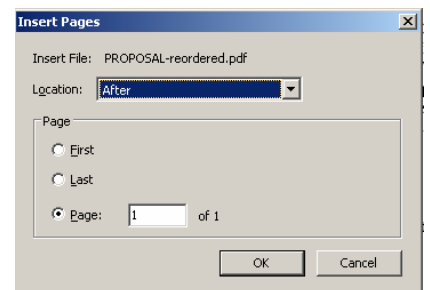 Insert Pages
Insert File: PROPOSAL-reordered.pdf
Location: After
Page
First
Last
Page: 1 of 1
OK Cancel